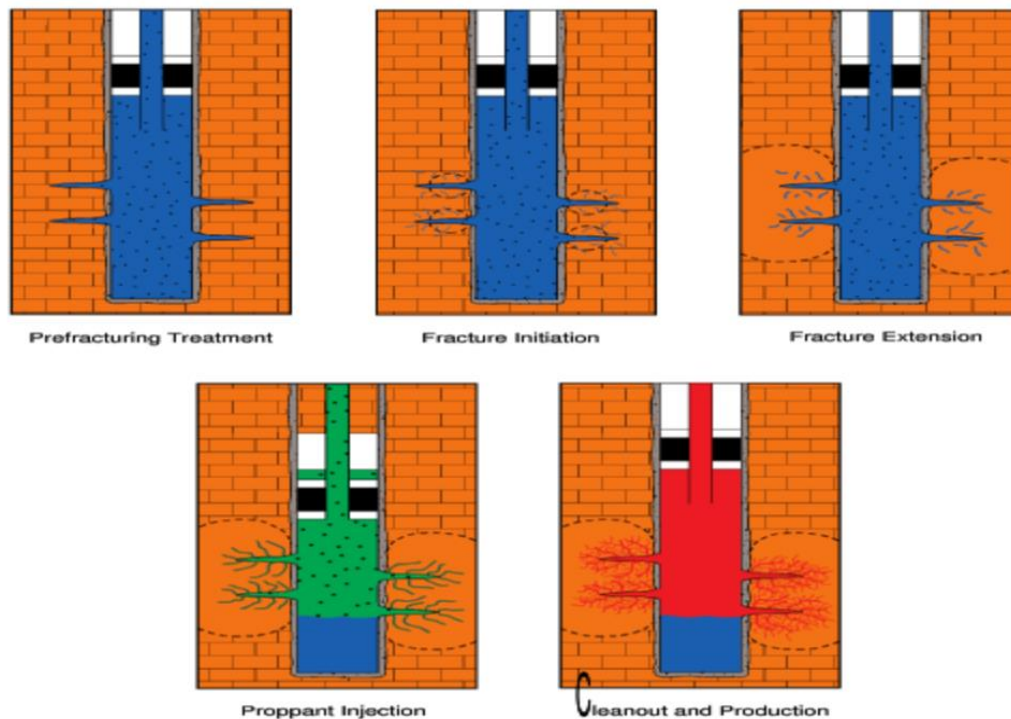 Prefracturing Treatment
Fracture Initiation
Fracture Extension
Proppant Injection
Cleanout and Production